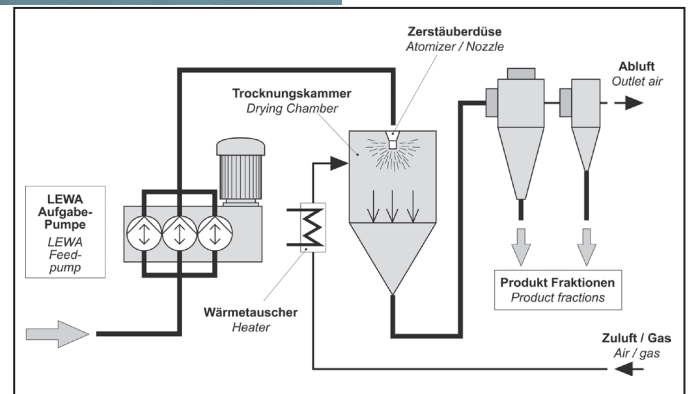 Zerstäuberdüse
Atomizer / Nozzle
Abluft
Outlet air
Trocknungskammer
Drying Chamber
LEWA
Aufgabe-
Pumpe
LEWA
Feed-
pump
Produkt Fraktionen
Product fractions
Wärmetauscher
Heater
Zuluft / Gas
Air / gas